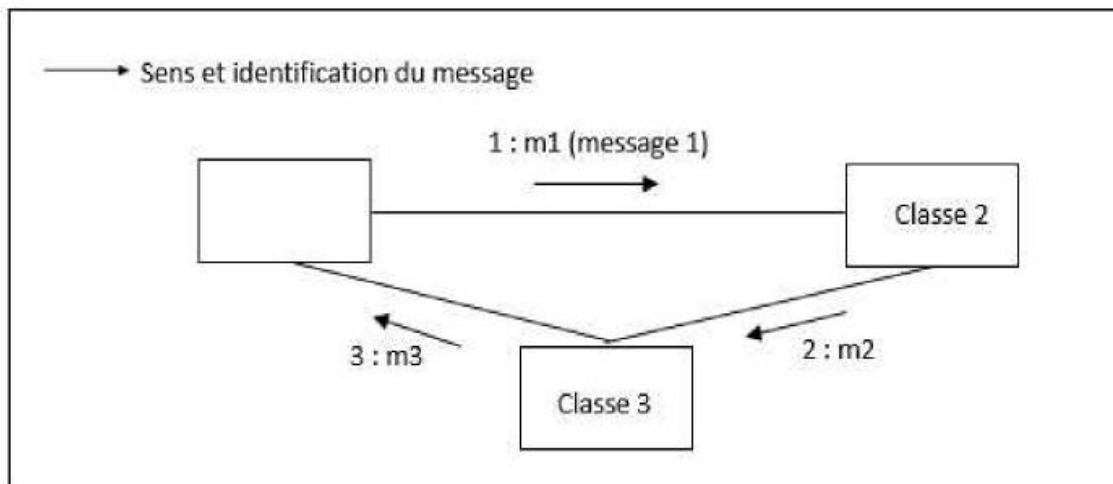 Sens et identification du message
1 : m1 (message 1)
Classe 2
3 : m3
2 : m2
Classe 3